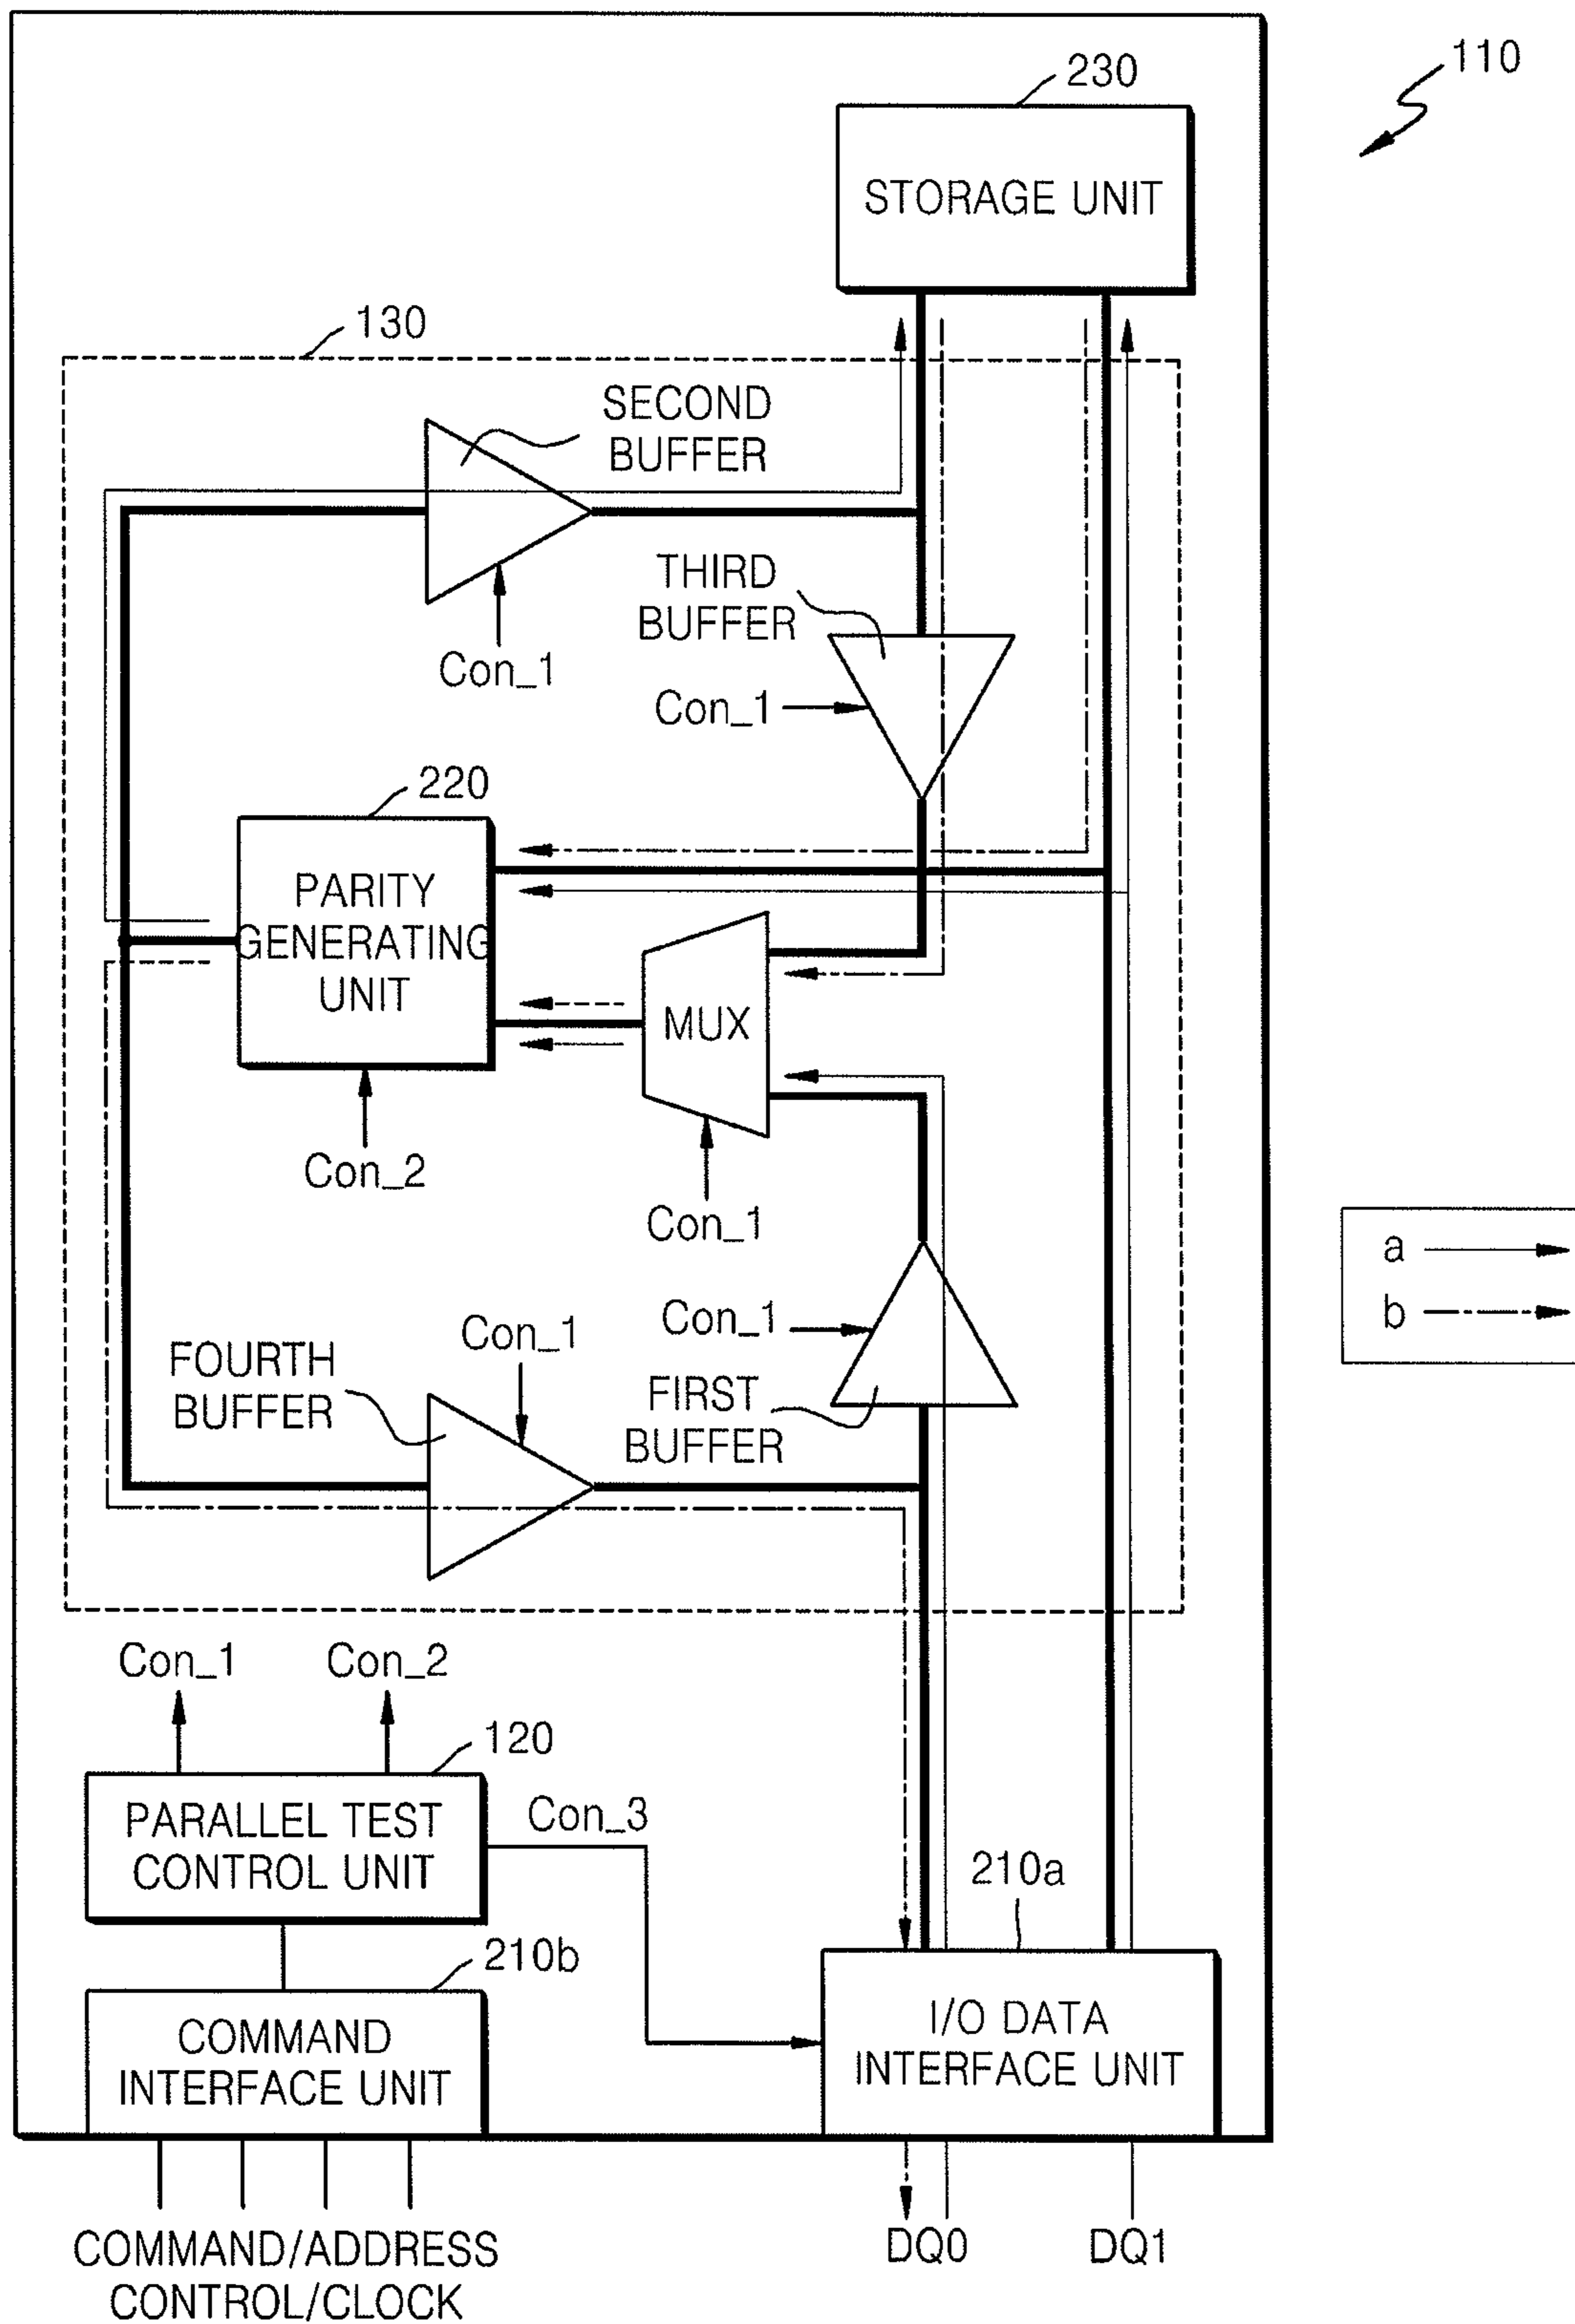 110
230
STORAGE UNIT
130
SECOND
BUFFER
THIRD
BUFFER
Con_1
Con_1
220
PARITY
GENERATING
UNIT
MUX
Con_2
Con_1
a
b
Con_1
Con_1
FOURTH
BUFFER
FIRST
BUFFER
Con_1
Con_2
120
PARALLEL TEST
CONTROL UNIT
Con_3
210a
210b
COMMAND
INTERFACE UNIT
I/O DATA
INTERFACE UNIT
COMMAND/ADDRESS
CONTROL/CLOCK
DQ0
DQ1